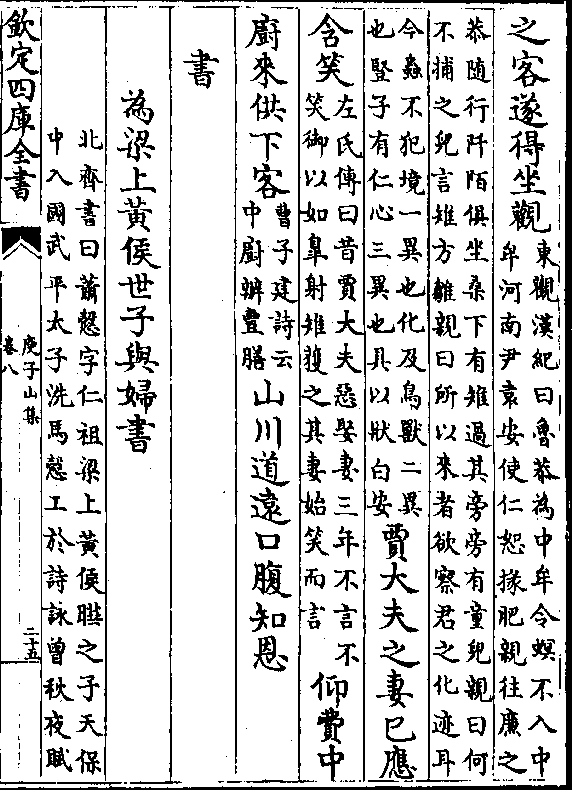 之客遂得坐觀
東觀漢紀曰魯恭為中牟令螟不入中
牟河南尹袁安使仁恕掾肥親往廉之
恭随行阡陌俱坐桑下有雉過其旁旁有童兒親曰何
不捕之兒言雉方雛親曰所以來者欲察君之化迹耳
今蟲不犯境一異也化及鳥獸二異
也豎子有仁心三異也具以狀白安
賈大夫之妻已應
含笑
左氏傳曰昔賈大夫惡娶妻三年不言不
笑御以如臯射雉獲之其妻始笑而言
仰費中
廚來供下客
曹子建詩云
中廚辦豐膳
山川道遠口腹知恩
書
為梁上黃侯世子與婦書
北齊書曰蕭慤字仁祖梁上黃侯之子天保
中入國武平太子洗馬慤工於詩詠曾秋夜賦
欽定四庫全書
庾子山集
卷八
二十五